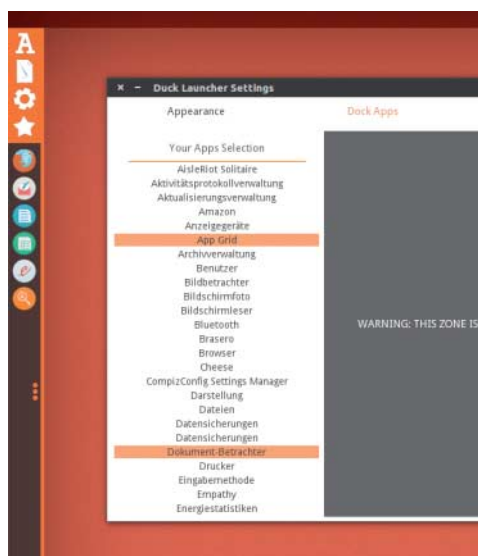 A
× – Duck Launcher Settings
Appearance
Dock Apps
Your Apps Selection
AisleRiot Solitaire
Aktivitätsprotokollverwaltung
Aktualisierungsverwaltung
Amazon
Anzeigegeräte
App Grid
Archivverwaltung
Benutzer
Bildbetrachter
Bildschirmfoto
Bildschirmleser
Bluetooth
Brasero
Browser
Cheese
CompizConfig Settings Manager
Darstellung
Dateien
Datensicherungen
Datensicherungen
Dokument-Betrachter
Drucker
Eingabemethode
Empathy
Energiestatistiken
WARNING: THIS ZONE IS